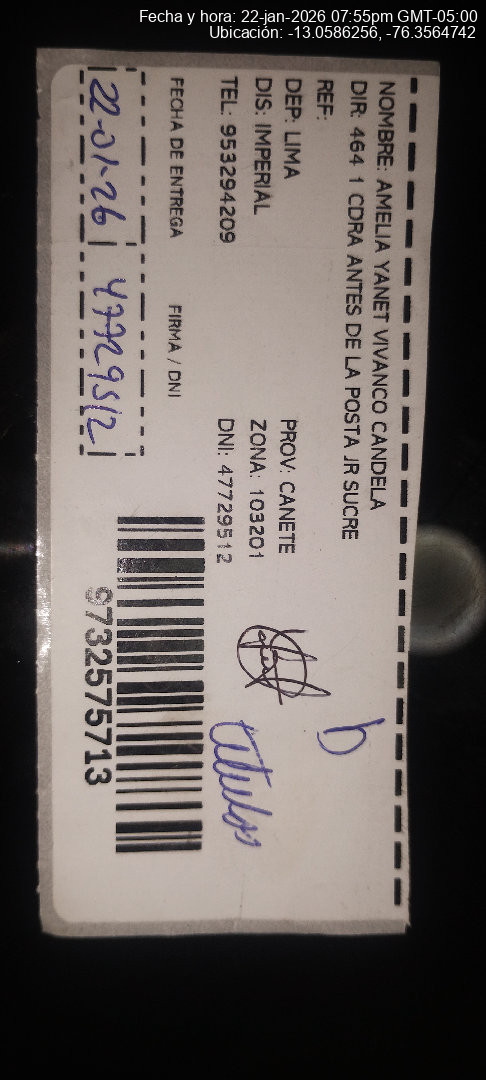 Fecha y hora: 22-jan-2026 07:55pm GMT-05:00
Ubicación: -13.0586256, -76.3564742
NOMBRE: AMELIA YANET VIVANCO CANDELA
DIR: 464 1 CDRA ANTES DE LA POSTA JR SUCRE
REF:
DEP: LIMA PROV: CANETE
DIS: IMPERIAL ZONA: 103201
TEL: 953294209 DNI: 47729512
FECHA DE ENTREGA FIRMA / DNI
22-01-26 47729512
9732575713
b
titular